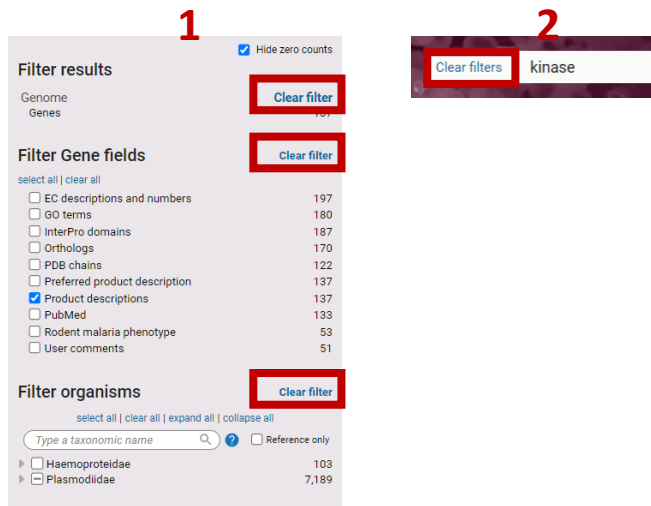 1
Hide zero counts
Filter results
Genome Clear filter
Genes 137
Filter Gene fields Clear filter
select all | clear all
EC descriptions and numbers 197
GO terms 180
InterPro domains 187
Orthologs 170
PDB chains 122
Preferred product description 137
Product descriptions 137
PubMed 133
Rodent malaria phenotype 53
User comments 51
Filter organisms Clear filter
select all | clear all | expand all | collapse all
Type a taxonomic name ? Reference only
Haemoproteidae 103
Plasmodiidae 7,189
2
Clear filters kinase